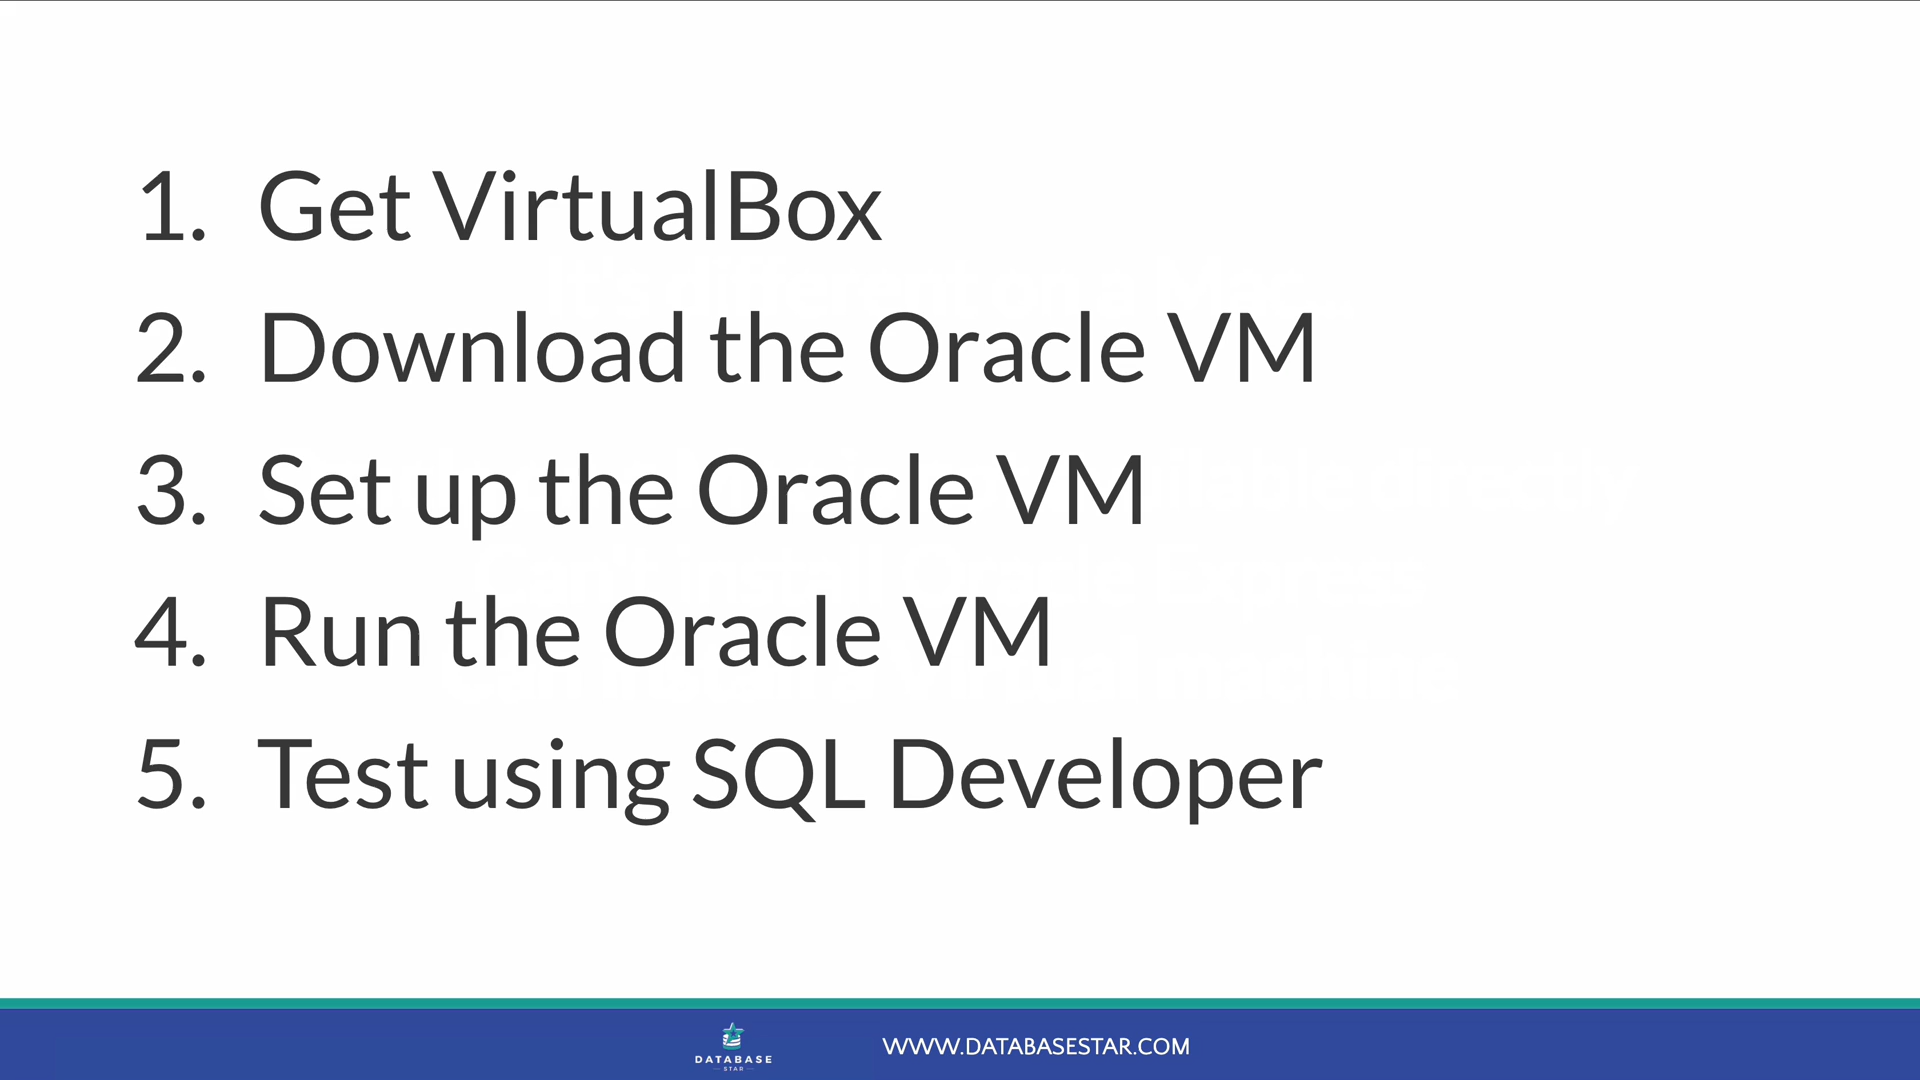 1. Get VirtualBox
2. Download the Oracle VM
3. Set up the Oracle VM
4. Run the Oracle VM
5. Test using SQL Developer
DATABASE
STAR
WWW.DATABASESTAR.COM